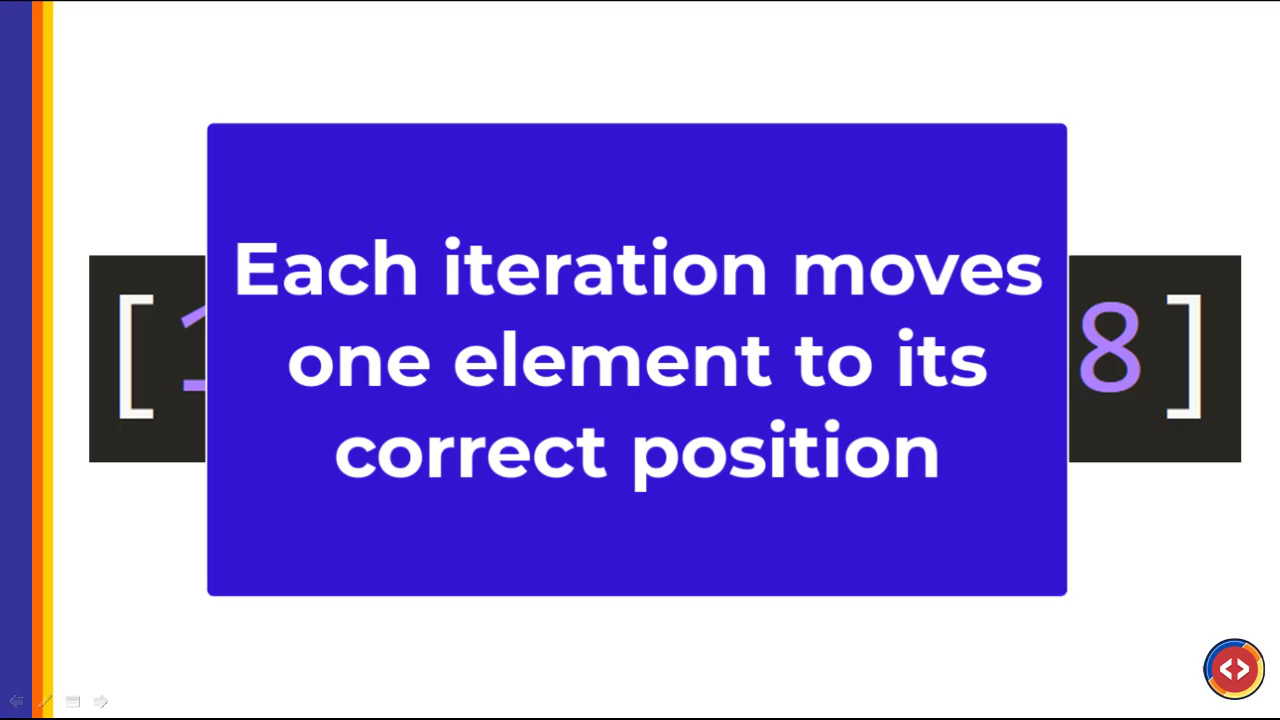 Each iteration moves
one element to its
correct position
[1
8]